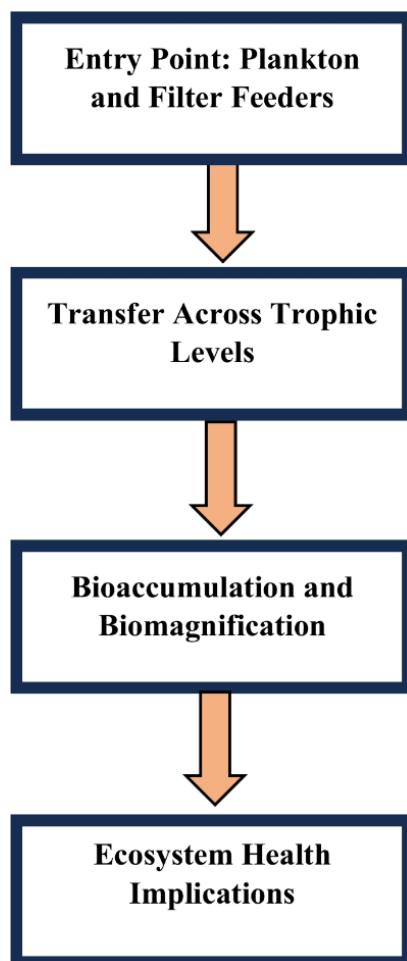 Entry Point: Plankton
and Filter Feeders
Transfer Across Trophic
Levels
Bioaccumulation and
Biomagnification
Ecosystem Health
Implications